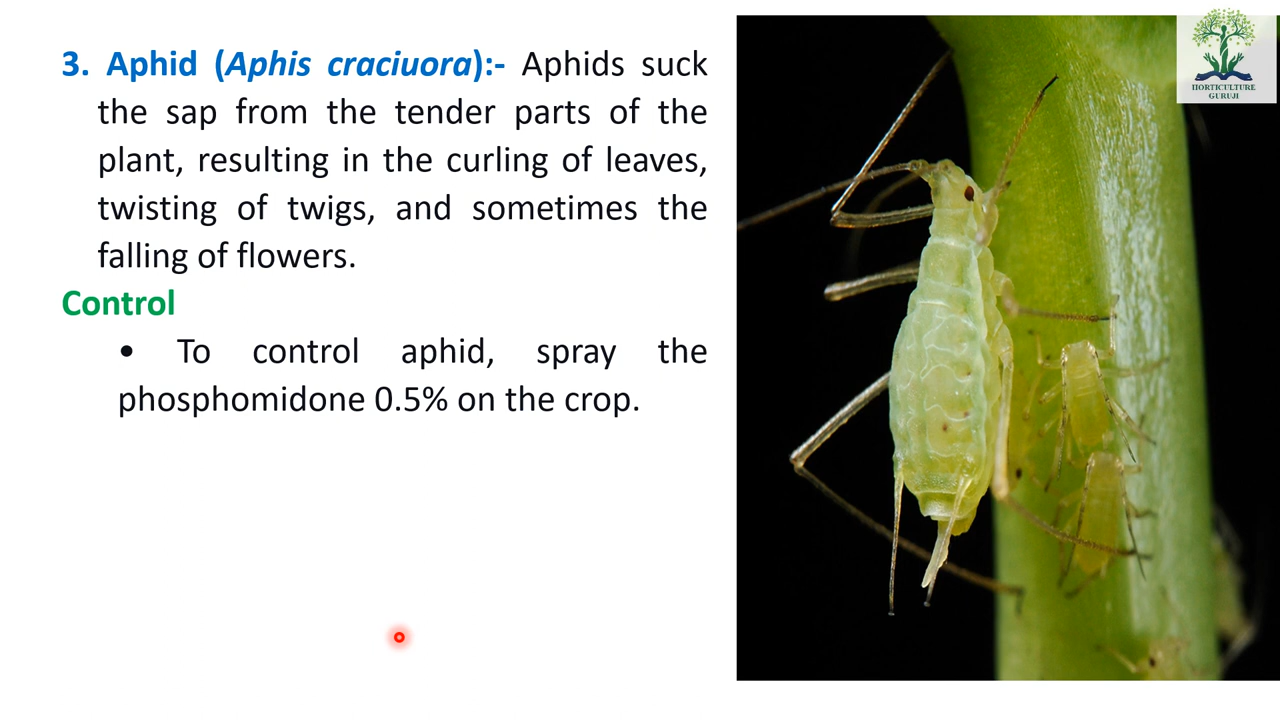 3. Aphid (Aphis craciuora):- Aphids suck
the sap from the tender parts of the
plant, resulting in the curling of leaves,
twisting of twigs, and sometimes the
falling of flowers.
Control
• To control aphid, spray the
phosphomidone 0.5% on the crop.
HORTICULTURE
GURUJI